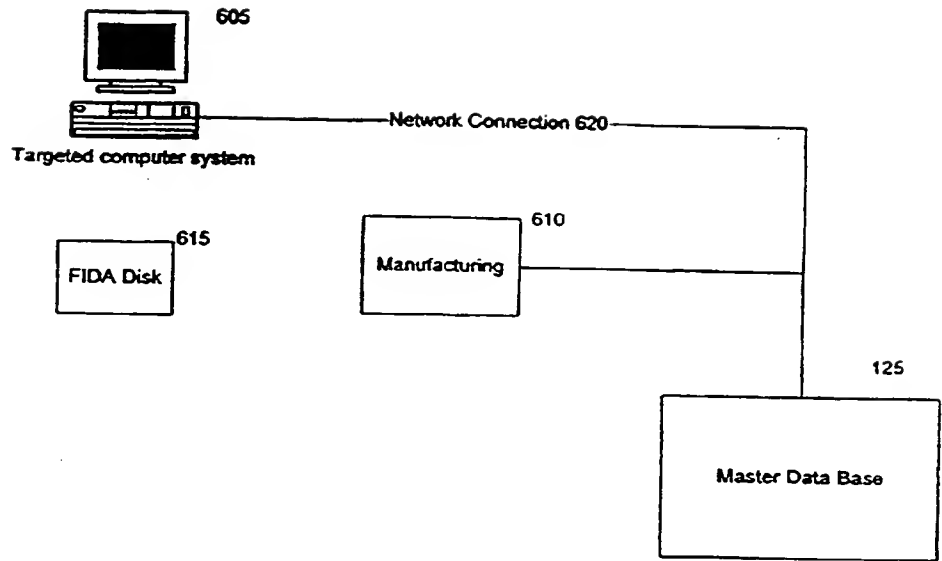 605
Network Connection 620
Targeted computer system
615
FIDA Disk
610
Manufacturing
125
Master Data Base